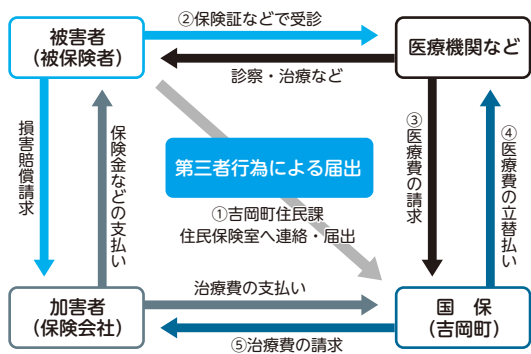 ②保険証などで受診
被害者
（被保険者）
医療機関など
診察・治療など
損害賠償請求
保険金などの支払い
第三者行為による届出
③医療費の請求
④医療費の立替払い
①吉岡町住民課
住民保険室へ連絡・届出
治療費の支払い
加害者
（保険会社）
国　保
（吉岡町）
⑤治療費の請求